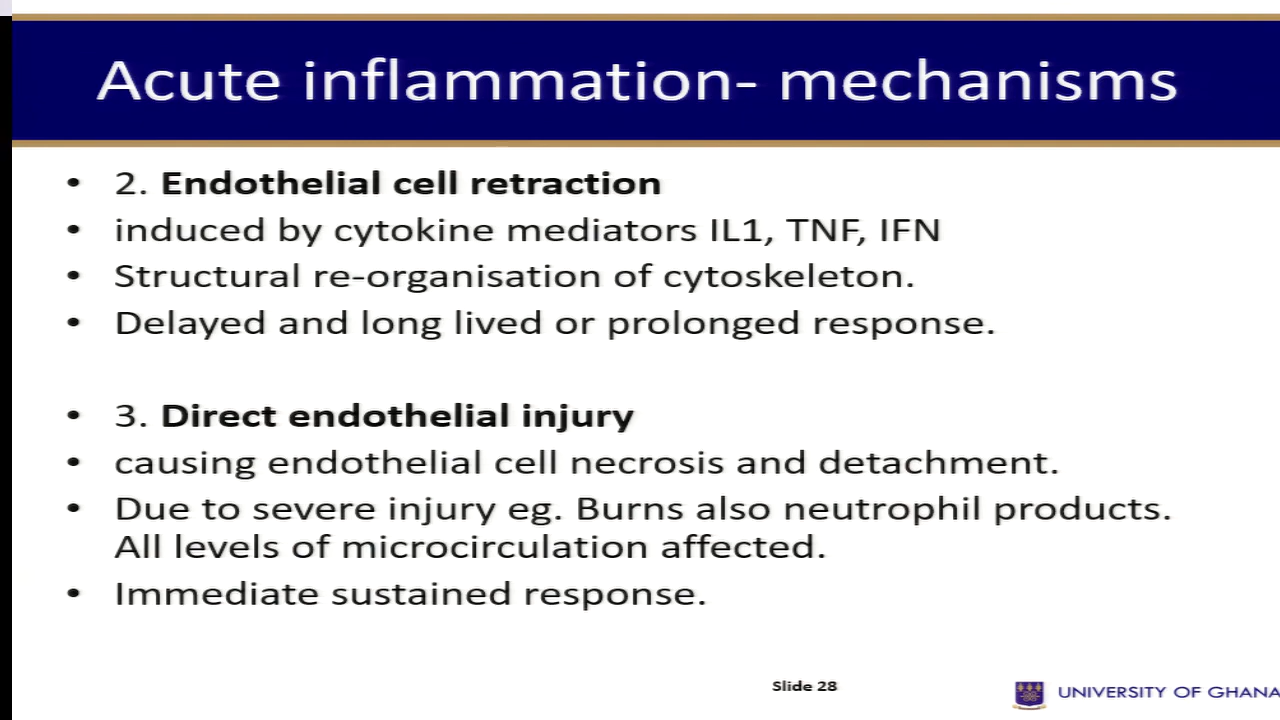 Acute inflammation- mechanisms
• 2. Endothelial cell retraction
• induced by cytokine mediators IL1, TNF, IFN
• Structural re-organisation of cytoskeleton.
• Delayed and long lived or prolonged response.
• 3. Direct endothelial injury
• causing endothelial cell necrosis and detachment.
• Due to severe injury eg. Burns also neutrophil products.
All levels of microcirculation affected.
• Immediate sustained response.
Slide 28
UNIVERSITY OF GHANA